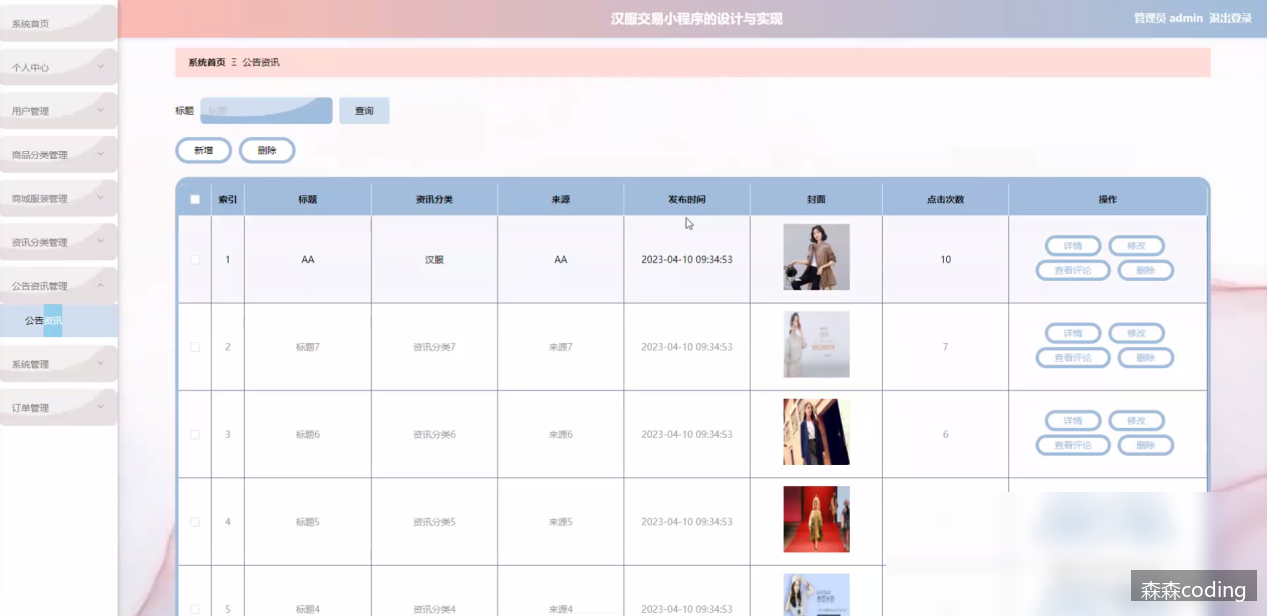 汉服交易小程序的设计与实现
管理员 admin 退出登录
系统首页
个人中心
用户管理
商品分类管理
商城服装管理
资讯分类管理
公告资讯管理
公告资讯
系统管理
订单管理
系统首页 Ξ 公告资讯
标题 标题 查询
新增 删除
索引 标题 资讯分类 来源 发布时间 封面 点击次数 操作
1 AA 汉服 AA 2023-04-10 09:34:53 10 详情 修改
查看评论 删除
2 标题7 资讯分类7 来源7 2023-04-10 09:34:53 7 详情 修改
查看评论 删除
3 标题6 资讯分类6 来源6 2023-04-10 09:34:53 6 详情 修改
查看评论 删除
4 标题5 资讯分类5 来源5 2023-04-10 09:34:53
5 标题4 资讯分类4 来源4 2023-04-10 09:34:53
森森coding